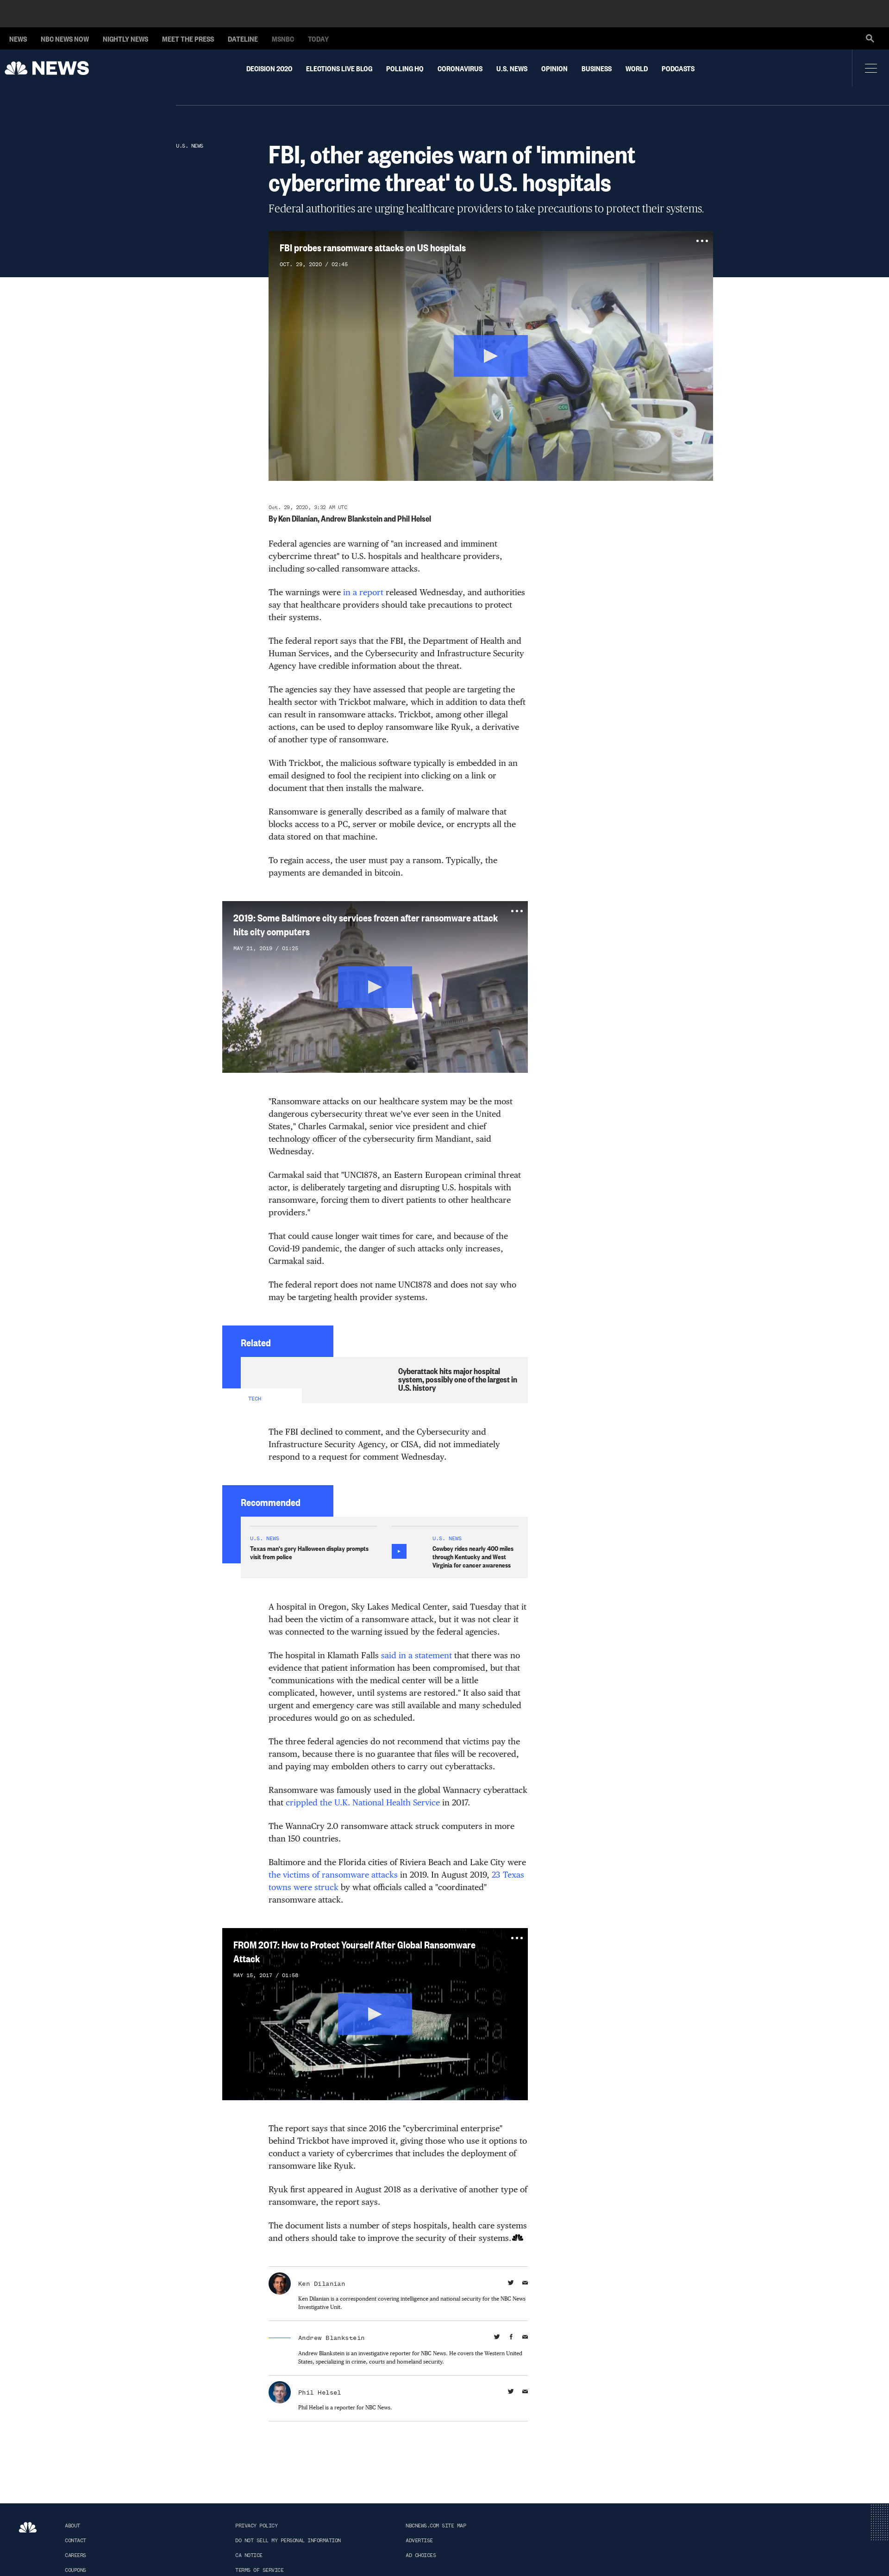 NEWS NBC NEWS NOW NIGHTLY NEWS MEET THE PRESS DATELINE MSNBC TODAY
NEWS DECISION 2020 ELECTIONS LIVE BLOG POLLING HQ CORONAVIRUS U.S. NEWS OPINION BUSINESS WORLD PODCASTS
U.S. NEWS
FBI, other agencies warn of 'imminent
cybercrime threat' to U.S. hospitals
Federal authorities are urging healthcare providers to take precautions to protect their systems.
FBI probes ransomware attacks on US hospitals
OCT. 29, 2020 / 02:45
29, 2020, 3:32 AM UTC
By Ken Dilanian, Andrew Blankstein and Phil Helsel
Federal agencies are warning of "an increased and imminent
cybercrime threat" to U.S. hospitals and healthcare providers,
including so-called ransomware attacks.
The warnings were in a report released Wednesday, and authorities
say that healthcare providers should take precautions to protect
their systems.
The federal report says that the FBI, the Department of Health and
Human Services, and the Cybersecurity and Infrastructure Security
Agency have credible information about the threat.
The agencies say they have assessed that people are targeting the
health sector with Trickbot malware, which in addition to data theft
can result in ransomware attacks. Trickbot, among other illegal
actions, can be used to deploy ransomware like Ryuk, a derivative
of another type of ransomware.
With Trickbot, the malicious software typically is embedded in an
email designed to fool the recipient into clicking on a link or
document that then installs the malware.
Ransomware is generally described as a family of malware that
blocks access to a PC, server or mobile device, or encrypts all the
data stored on that machine.
To regain access, the user must pay a ransom. Typically, the
payments are demanded in bitcoin.
2019: Some Baltimore city services frozen after ransomware attack
hits city computers
MAY 21, 2019 / 01:29
"Ransomware attacks on our healthcare system may be the most
dangerous cybersecurity threat we've ever seen in the United
States," Charles Carmakal, senior vice president and chief
technology officer of the cybersecurity firm Mandiant, said
Wednesday.
Carmakal said that "UNC1878, an Eastern European criminal threat
actor, is deliberately targeting and disrupting U.S. hospitals with
ransomware, forcing them to divert patients to other healthcare
providers."
That could cause longer wait times for care, and because of the
Covid-19 pandemic, the danger of such attacks only increases,
Carmakal said.
The federal report does not name UNC1878 and does not say who
may be targeting health provider systems.
Related
Cyberattack hits major hospital
system, possibly one of the largest in
U.S. history
TECH
The FBI declined to comment, and the Cybersecurity and
Infrastructure Security Agency, or CISA, did not immediately
respond to a request for comment Wednesday.
Recommended
U.S. NEWS
Texas man's gory Halloween display prompts
visit from police
U.S. NEWS
Cowboy rides nearly 400 miles
through Kentucky and West
Virginia for cancer awareness
A hospital in Oregon, Sky Lakes Medical Center, said Tuesday that it
had been the victim of a ransomware attack, but it was not clear it
was connected to the warning issued by the federal agencies.
The hospital in Klamath Falls said in a statement that there was no
evidence that patient information has been compromised, but that
"communications with the medical center will be a little
complicated, however, until systems are restored." It also said that
urgent and emergency care was still available and many scheduled
procedures would go on as scheduled.
The three federal agencies do not recommend that victims pay the
ransom, because there is no guarantee that files will be recovered,
and paying may embolden others to carry out cyberattacks.
Ransomware was famously used in the global Wannacry cyberattack
that crippled the U.K. National Health Service in 2017.
The WannaCry 2.0 ransomware attack struck computers in more
than 150 countries.
Baltimore and the Florida cities of Riviera Beach and Lake City were
the victims of ransomware attacks in 2019. In August 2019, 23 Texas
towns were struck by what officials called a "coordinated"
ransomware attack.
FROM 2017: How to Protect Yourself After Global Ransomware
Attack
MAY 15, 2017 / 01:58
The report says that since 2016 the "cybercriminal enterprise"
behind Trickbot have improved it, giving those who use it options to
conduct a variety of cybercrimes that includes the deployment of
ransomware like Ryuk.
Ryuk first appeared in August 2018 as a derivative of another type of
ransomware, the report says.
The document lists a number of steps hospitals, health care systems
and others should take to improve the security of their systems.
Ken Dilanian
Ken Dilanian is a correspondent covering intelligence and national security for the NBC News
Investigative Unit.
Andrew Blankstein
Andrew Blankstein is an investigative reporter for NBC News. He covers the Western United
States, specializing in crime, courts and homeland security.
Phil Helsel
Phil Helsel is a reporter for NBC News.
ABOUT
CONTACT
CAREERS
COUPONS
PRIVACY POLICY
DO NOT SELL MY PERSONAL INFORMATION
CA NOTICE
TERMS OF SERVICE
NBCNEWS.COM SITE MAP
ADVERTISE
AD CHOICES